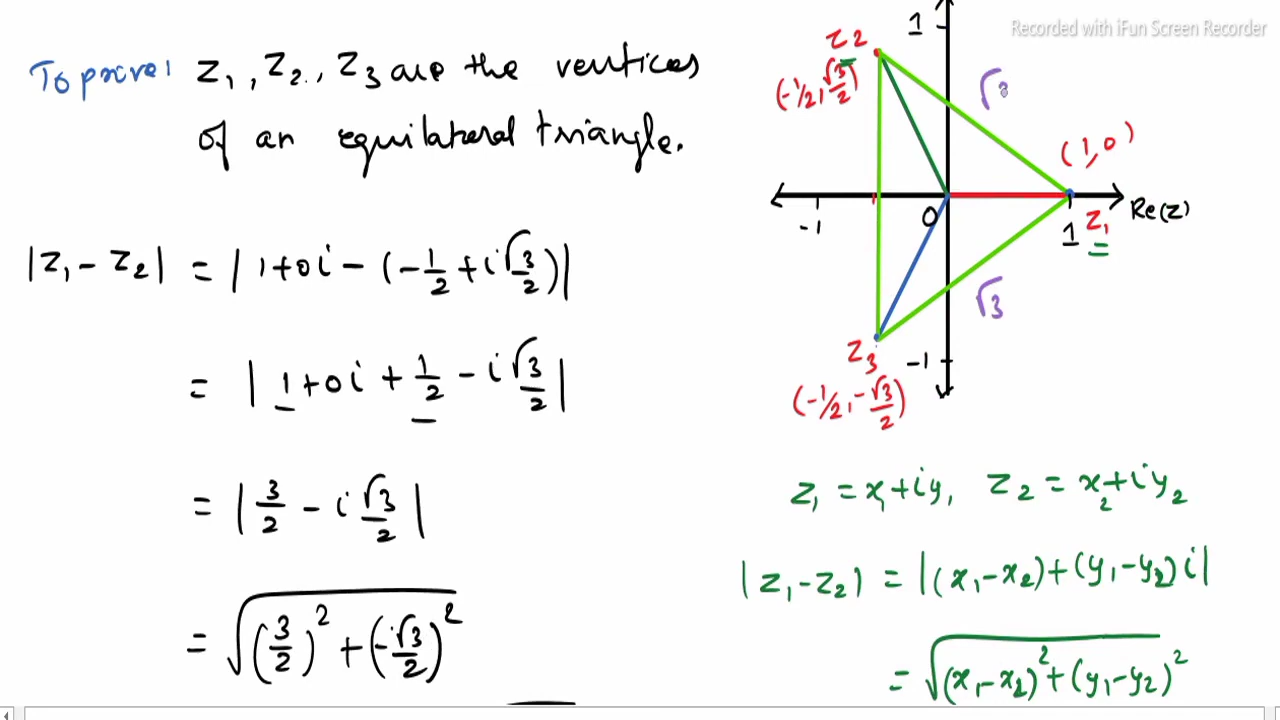 To prove: z₁, z₂, z₃ are the vertices
of an equilateral triangle.
|z₁ - z₂| = |1+0i - (-1/2 + i√3/2)|
= |1+0i + 1/2 - i√3/2|
= |3/2 - i√3/2|
= √((3/2)² + (-√3/2)²)
Recorded with iFun Screen Recorder
1
z2
(-1/2, √3/2)
(1,0)
-1
0
1
z₁
Re(z)
√3
z₃
-1
(-1/2, -√3/2)
z₁ = x₁+iy₁ z₂ = x₂+iy₂
|z₁-z₂| = |(x₁-x₂)+(y₁-y₂)i|
= √((x₁-x₂)²+(y₁-y₂)²)